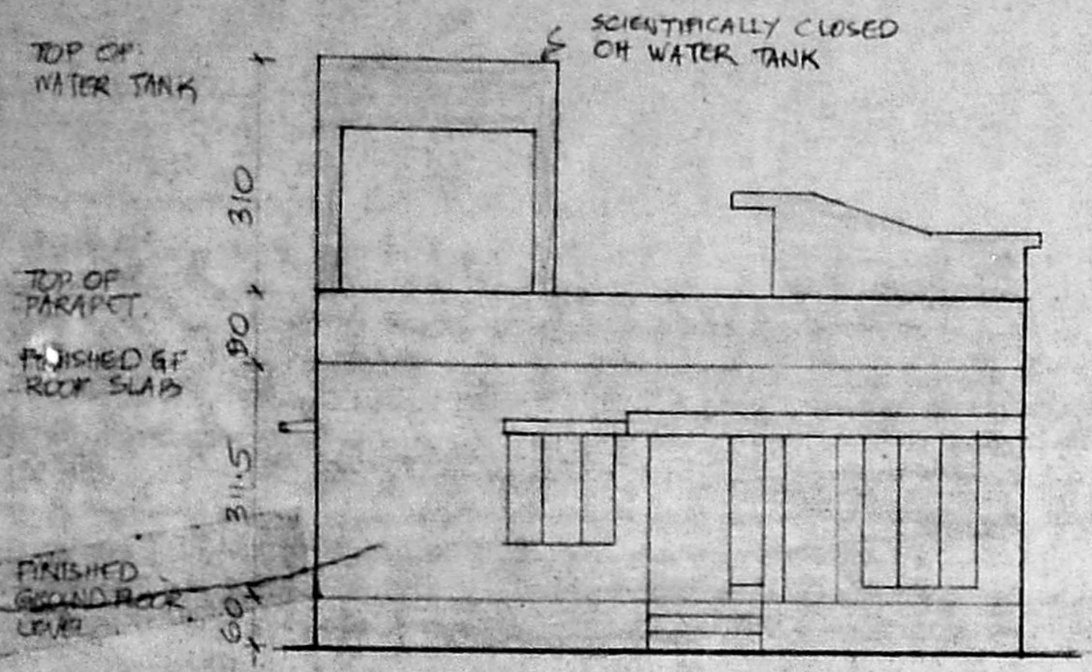 SCIENTIFICALLY CLOSED
OH WATER TANK
TOP OF
WATER TANK
310
TOP OF
PARAPET.
90
FINISHED GF
ROOF SLAB
311.5
FINISHED
GROUND FLOOR
LEVEL
60